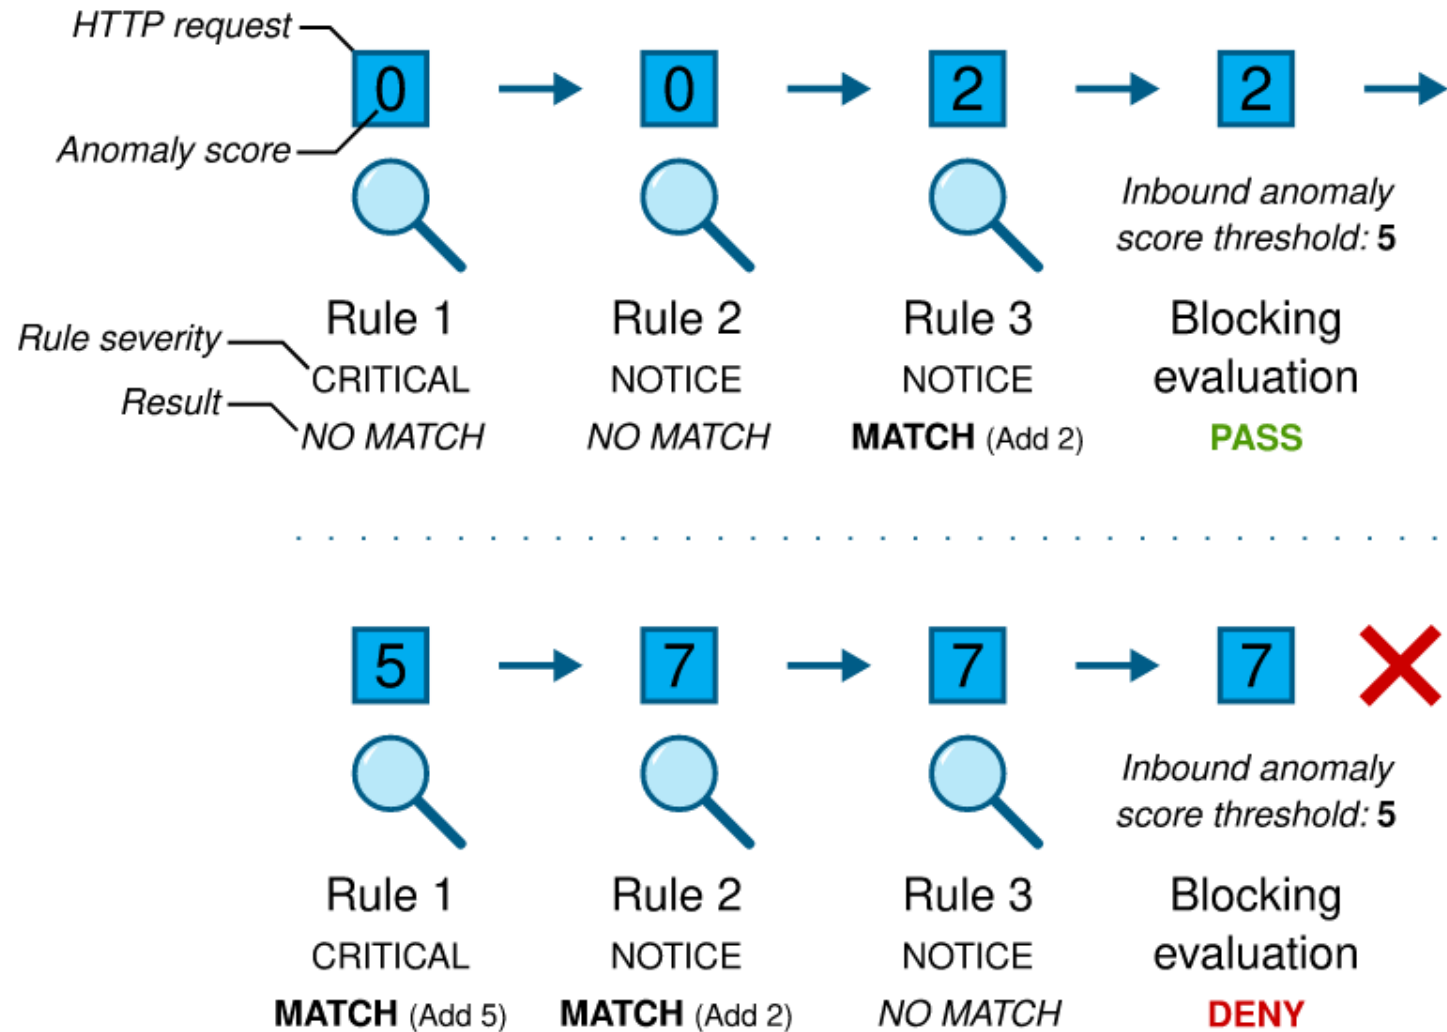 HTTP request
0
0
2
2
Anomaly score
Inbound anomaly
score threshold: 5
Rule 1
Rule 2
Rule 3
Blocking
Rule severity
CRITICAL
NOTICE
NOTICE
evaluation
Result
NO MATCH
NO MATCH
MATCH (Add 2)
PASS
5
7
7
7
Inbound anomaly
score threshold: 5
Rule 1
Rule 2
Rule 3
Blocking
CRITICAL
NOTICE
NOTICE
evaluation
MATCH (Add 5)
MATCH (Add 2)
NO MATCH
DENY